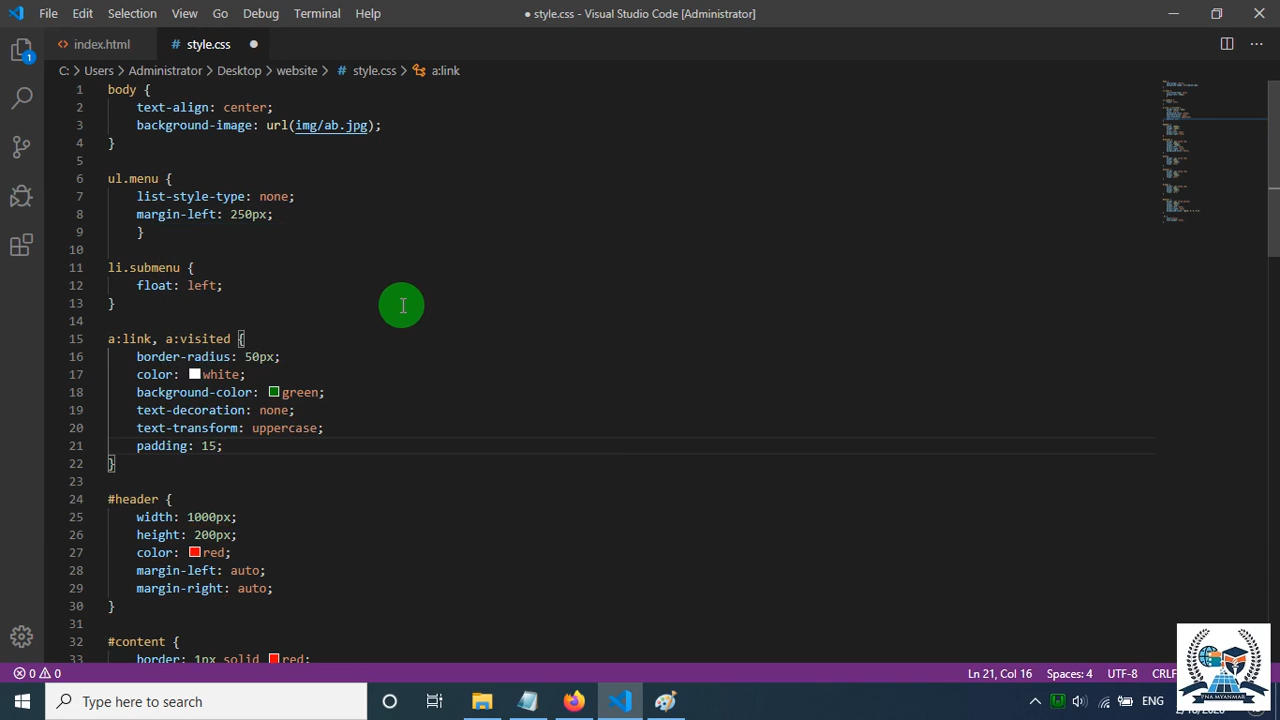 File Edit Selection View Go Debug Terminal Help ● style.css - Visual Studio Code [Administrator]
index.html # style.css ●
C: > Users > Administrator > Desktop > website > # style.css > a:link
1 body {
2 text-align: center;
3 background-image: url(img/ab.jpg);
4 }
5
6 ul.menu {
7 list-style-type: none;
8 margin-left: 250px;
9 }
10
11 li.submenu {
12 float: left;
13 }
14
15 a:link, a:visited {
16 border-radius: 50px;
17 color: white;
18 background-color: green;
19 text-decoration: none;
20 text-transform: uppercase;
21 padding: 15;
22 }
23
24 #header {
25 width: 1000px;
26 height: 200px;
27 color: red;
28 margin-left: auto;
29 margin-right: auto;
30 }
31
32 #content {
33 border: 1px solid red;
1
0 0 Ln 21, Col 16 Spaces: 4 UTF-8 CRLF
Type here to search
ENG
PNA MYANMAR